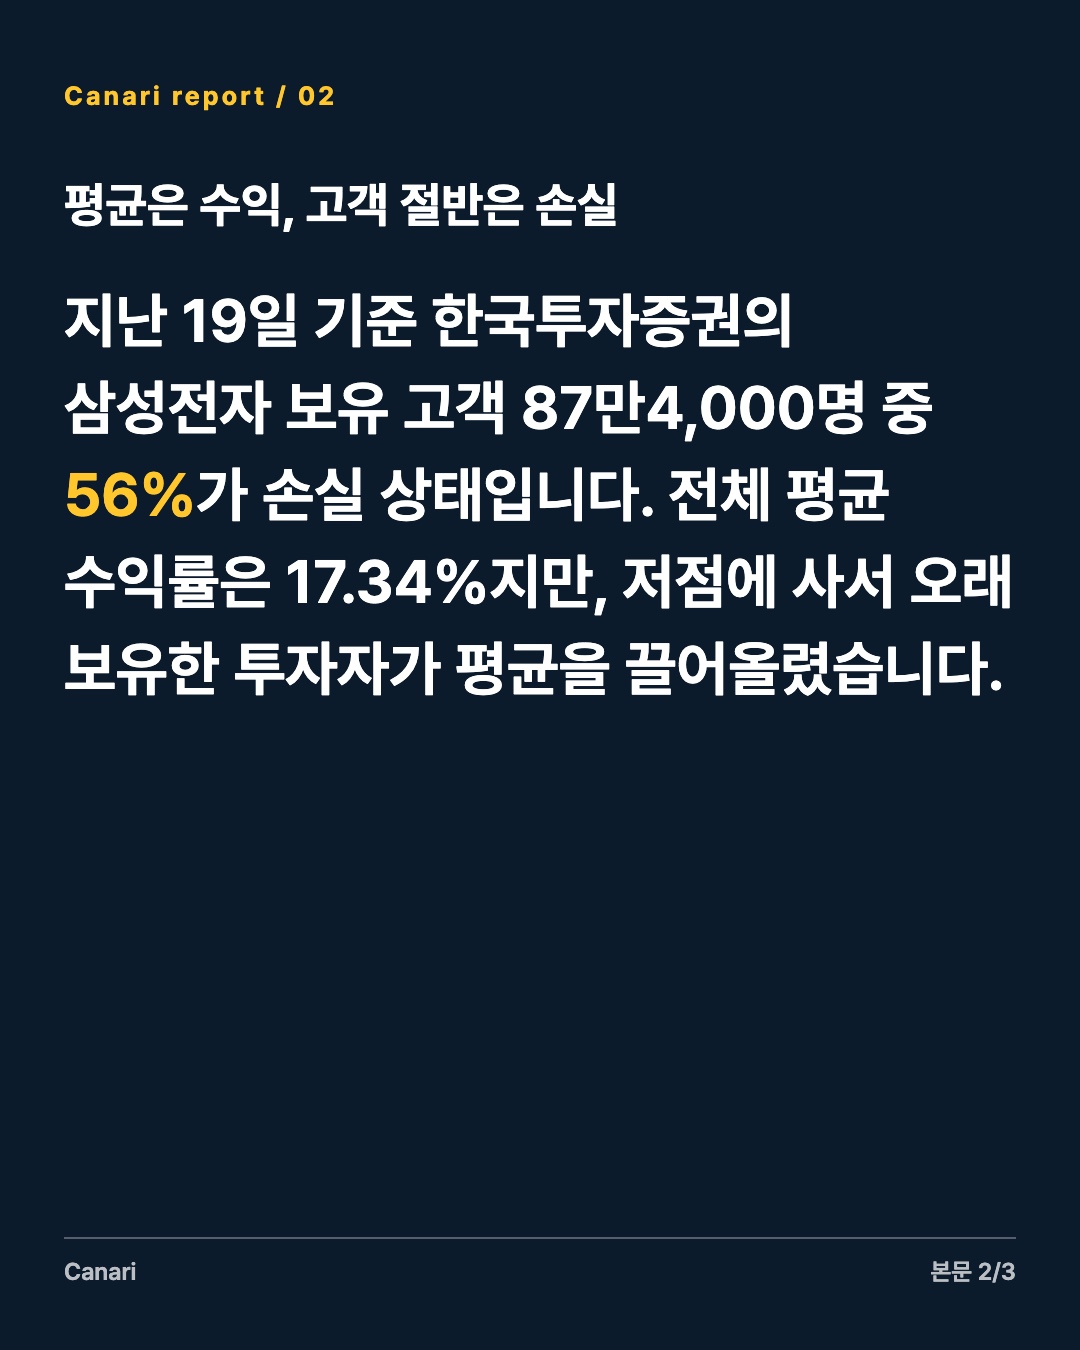 Canari report / 02
평균은 수익, 고객 절반은 손실
지난 19일 기준 한국투자증권의
삼성전자 보유 고객 87만4,000명 중
56%가 손실 상태입니다. 전체 평균
수익률은 17.34%지만, 저점에 사서 오래
보유한 투자자가 평균을 끌어올렸습니다.
Canari
본문 2/3